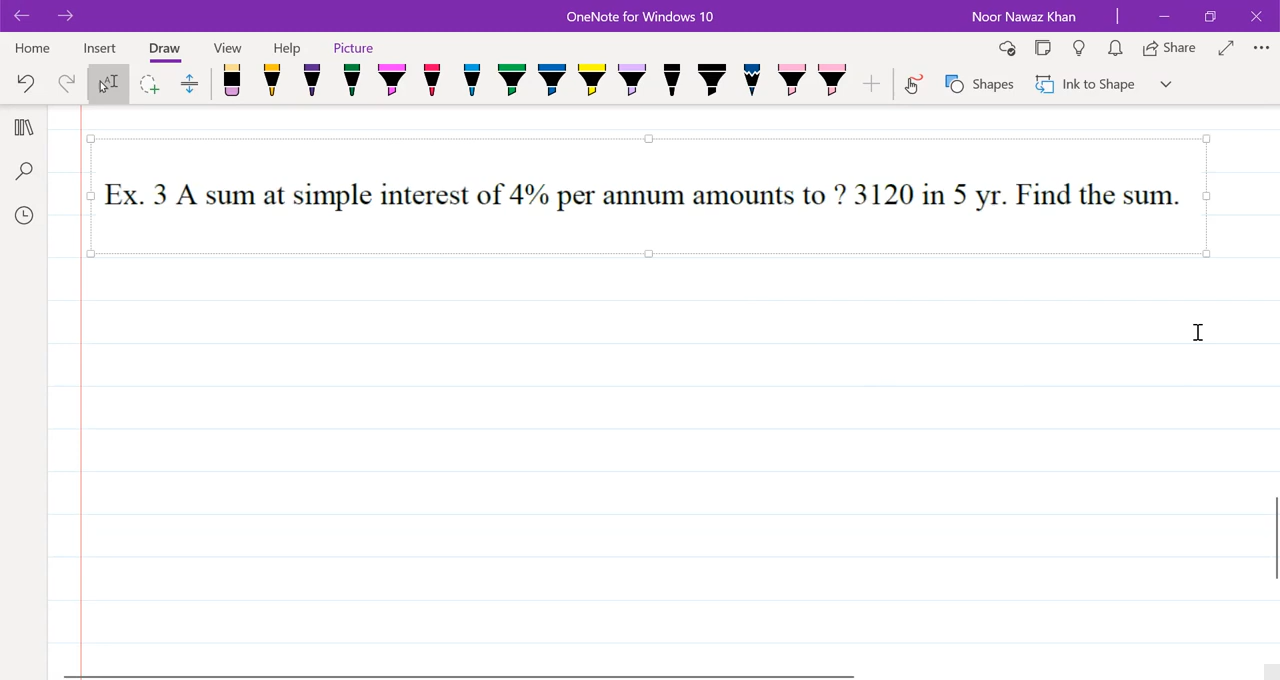 OneNote for Windows 10
Noor Nawaz Khan
Home Insert Draw View Help Picture
Share
Shapes
Ink to Shape
Ex. 3 A sum at simple interest of 4% per annum amounts to ? 3120 in 5 yr. Find the sum.